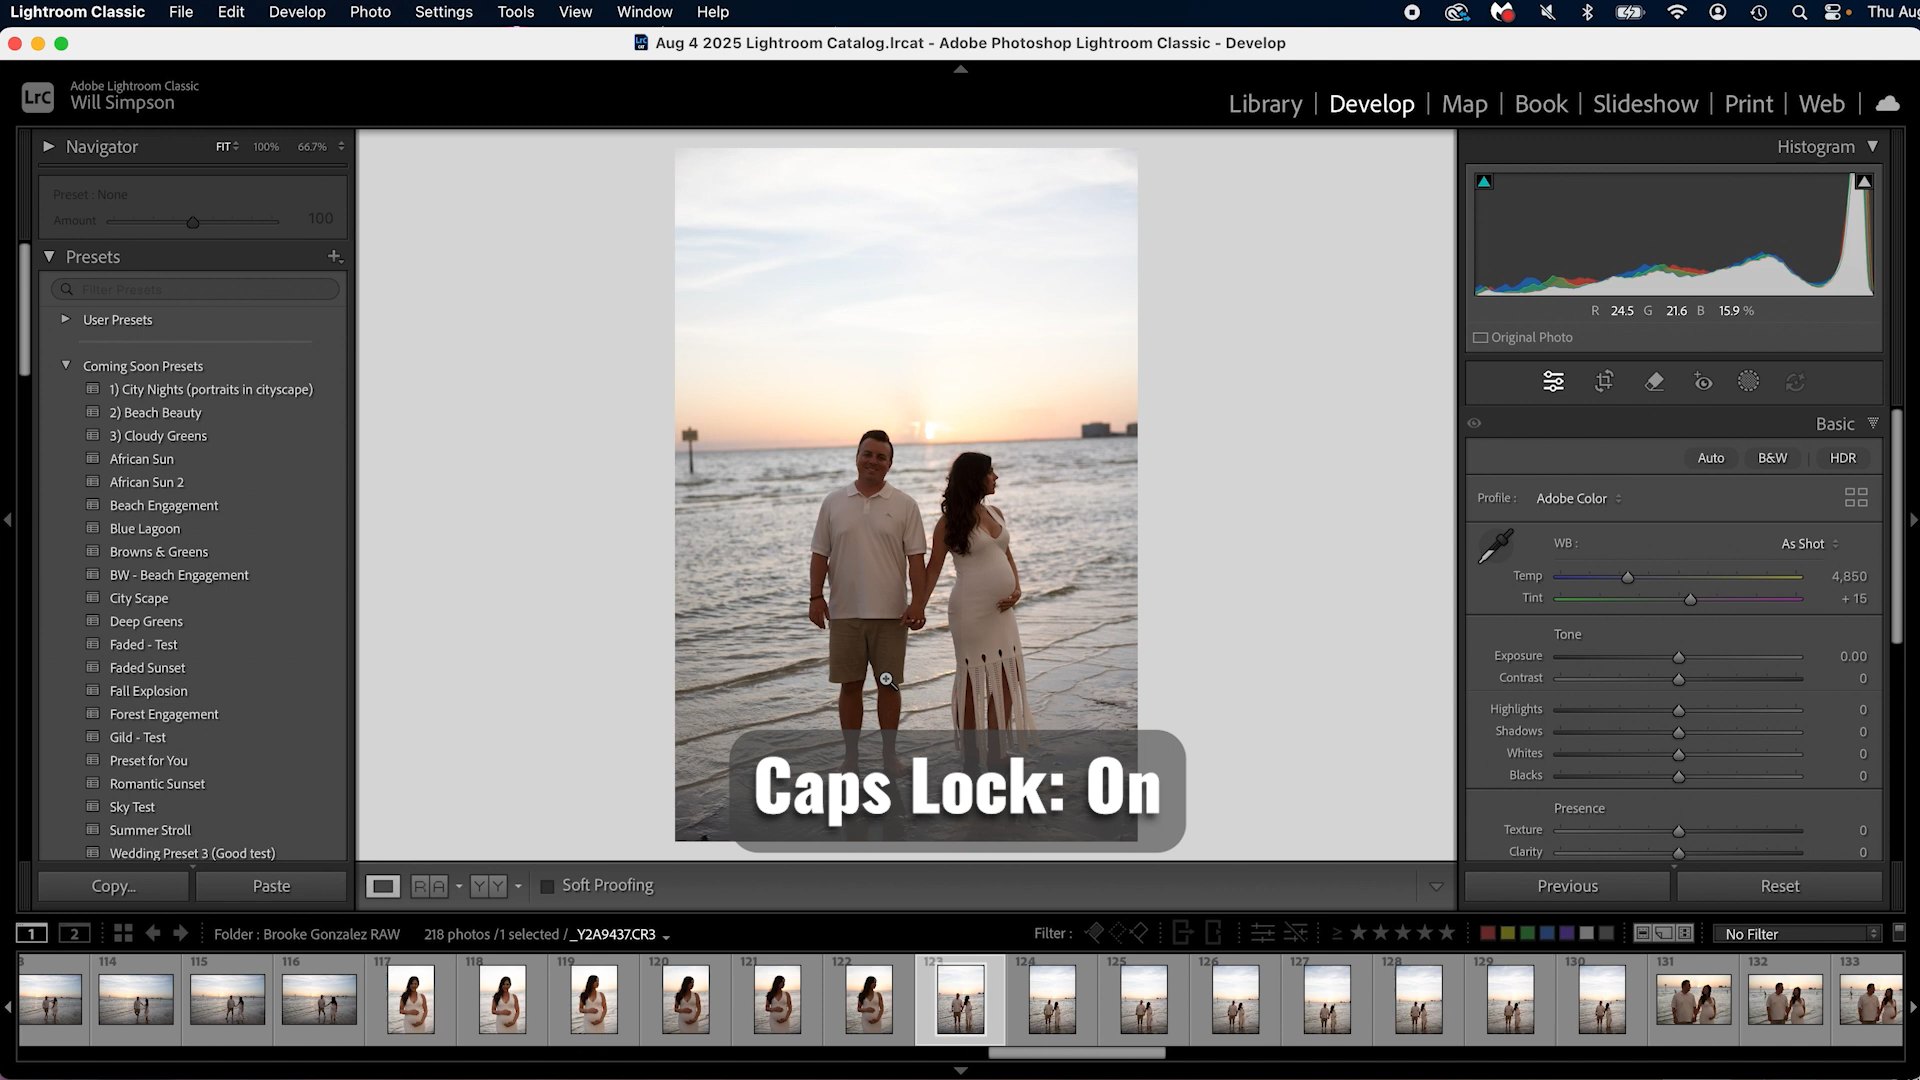 Lightroom Classic File Edit Develop Photo Settings Tools View Window Help Thu Aug
Aug 4 2025 Lightroom Catalog.lrcat - Adobe Photoshop Lightroom Classic - Develop
LrC
Adobe Lightroom Classic
Will Simpson
Library | Develop | Map | Book | Slideshow | Print | Web |
Navigator FIT 100% 66.7%
Preset : None
Amount 100
Presets
Filter Presets
User Presets
Coming Soon Presets
1) City Nights (portraits in cityscape)
2) Beach Beauty
3) Cloudy Greens
African Sun
African Sun 2
Beach Engagement
Blue Lagoon
Browns & Greens
BW - Beach Engagement
City Scape
Deep Greens
Faded - Test
Faded Sunset
Fall Explosion
Forest Engagement
Gild - Test
Preset for You
Romantic Sunset
Sky Test
Summer Stroll
Wedding Preset 3 (Good test)
Copy... Paste
Caps Lock: On
RA YY Soft Proofing
Histogram
R 24.5 G 21.6 B 15.9 %
Original Photo
Basic
Auto B&W HDR
Profile : Adobe Color
WB : As Shot
Temp 4,850
Tint + 15
Tone
Exposure 0.00
Contrast 0
Highlights 0
Shadows 0
Whites 0
Blacks 0
Presence
Texture 0
Clarity 0
Previous Reset
1 2 Folder : Brooke Gonzalez RAW 218 photos /1 selected /_Y2A9437.CR3 Filter : ≥ No Filter
3 114 115 116 117 118 119 120 121 122 123 124 125 126 127 128 129 130 131 132 133